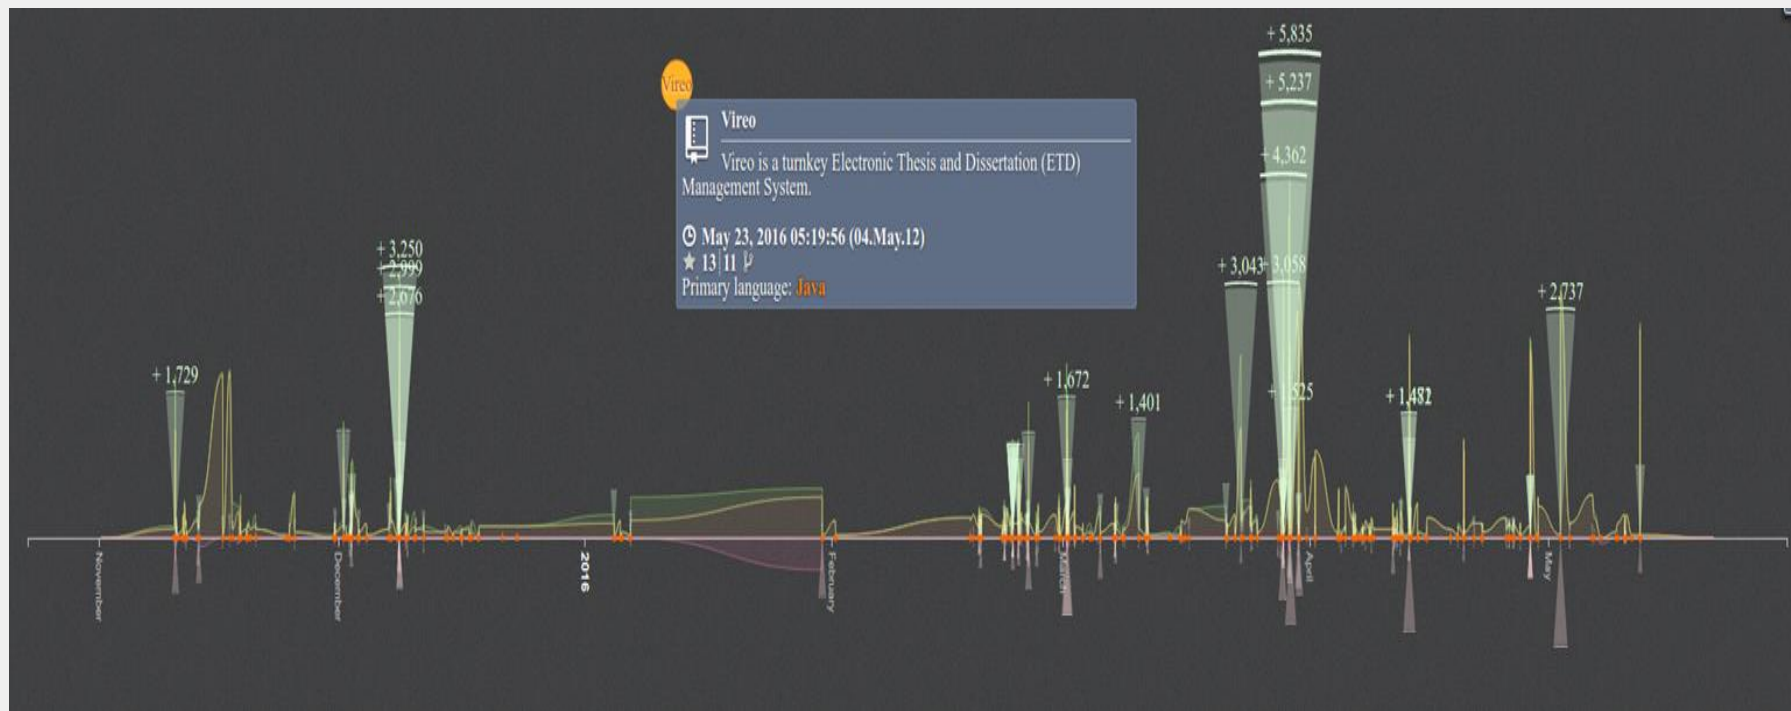 + 5,835
Vireo
+ 5,237
Vireo
Vireo is a turnkey Electronic Thesis and Dissertation (ETD)
Management System.
+ 4,362
May 23, 2016 05:19:56 (04.May.12)
13 11
Primary language: Java
+ 3,250
+ 2,999
+ 2,676
+ 3,043
+ 3,058
+ 2,737
+ 1,729
+ 1,672
+ 1,401
November
December
2016
February
March
April
May